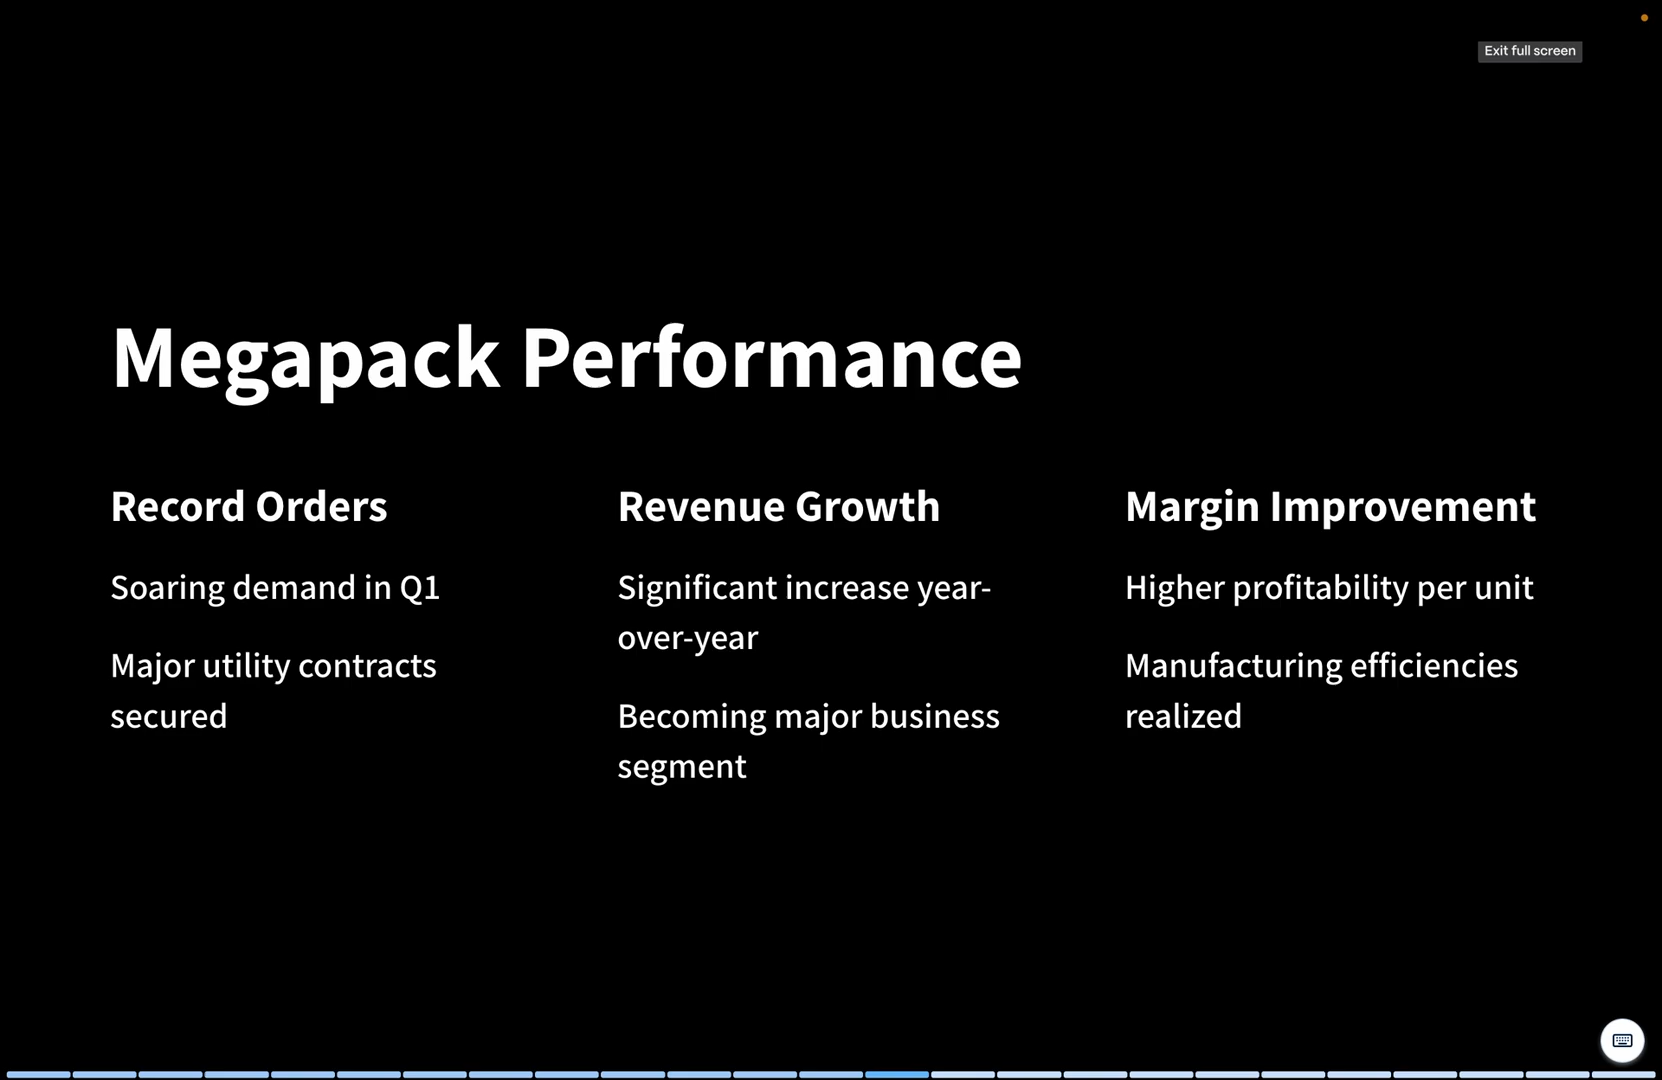 Exit full screen
Megapack Performance
Record Orders
Soaring demand in Q1
Major utility contracts
secured
Revenue Growth
Significant increase year-
over-year
Becoming major business
segment
Margin Improvement
Higher profitability per unit
Manufacturing efficiencies
realized